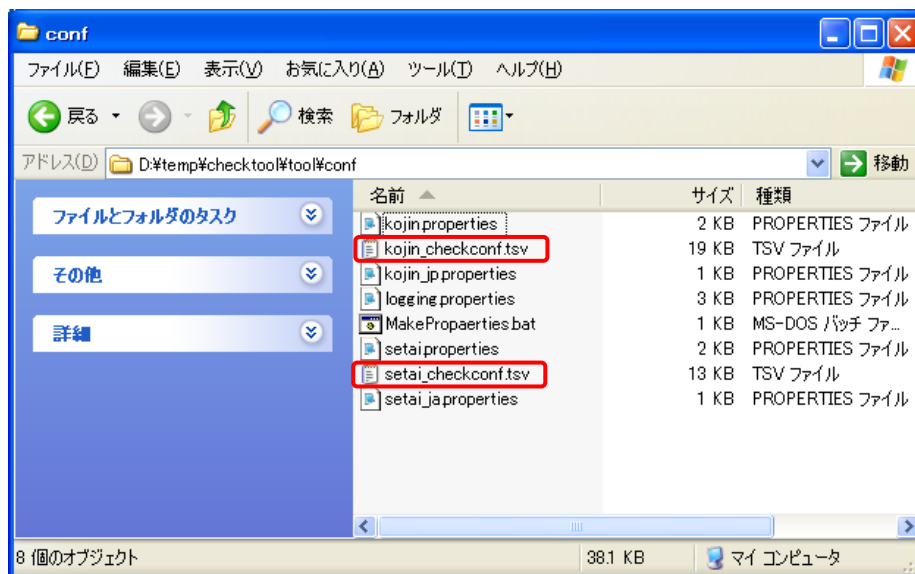 conf
ファイル(F) 編集(E) 表示(V) お気に入り(A) ツール(T) ヘルプ(H)
戻る 検索 フォルダ
アドレス(D) D:¥temp¥checktool¥tool¥conf 移動
名前 サイズ 種類
ファイルとフォルダのタスク
その他
詳細
kojin.properties 2 KB PROPERTIES ファイル
kojin_checkconf.tsv 19 KB TSV ファイル
kojin_jp.properties 1 KB PROPERTIES ファイル
logging.properties 3 KB PROPERTIES ファイル
MakePropaerties.bat 1 KB MS-DOS バッチ ファ...
setai.properties 2 KB PROPERTIES ファイル
setai_checkconf.tsv 13 KB TSV ファイル
setai_ja.properties 1 KB PROPERTIES ファイル
8 個のオブジェクト 38.1 KB マイ コンピュータ